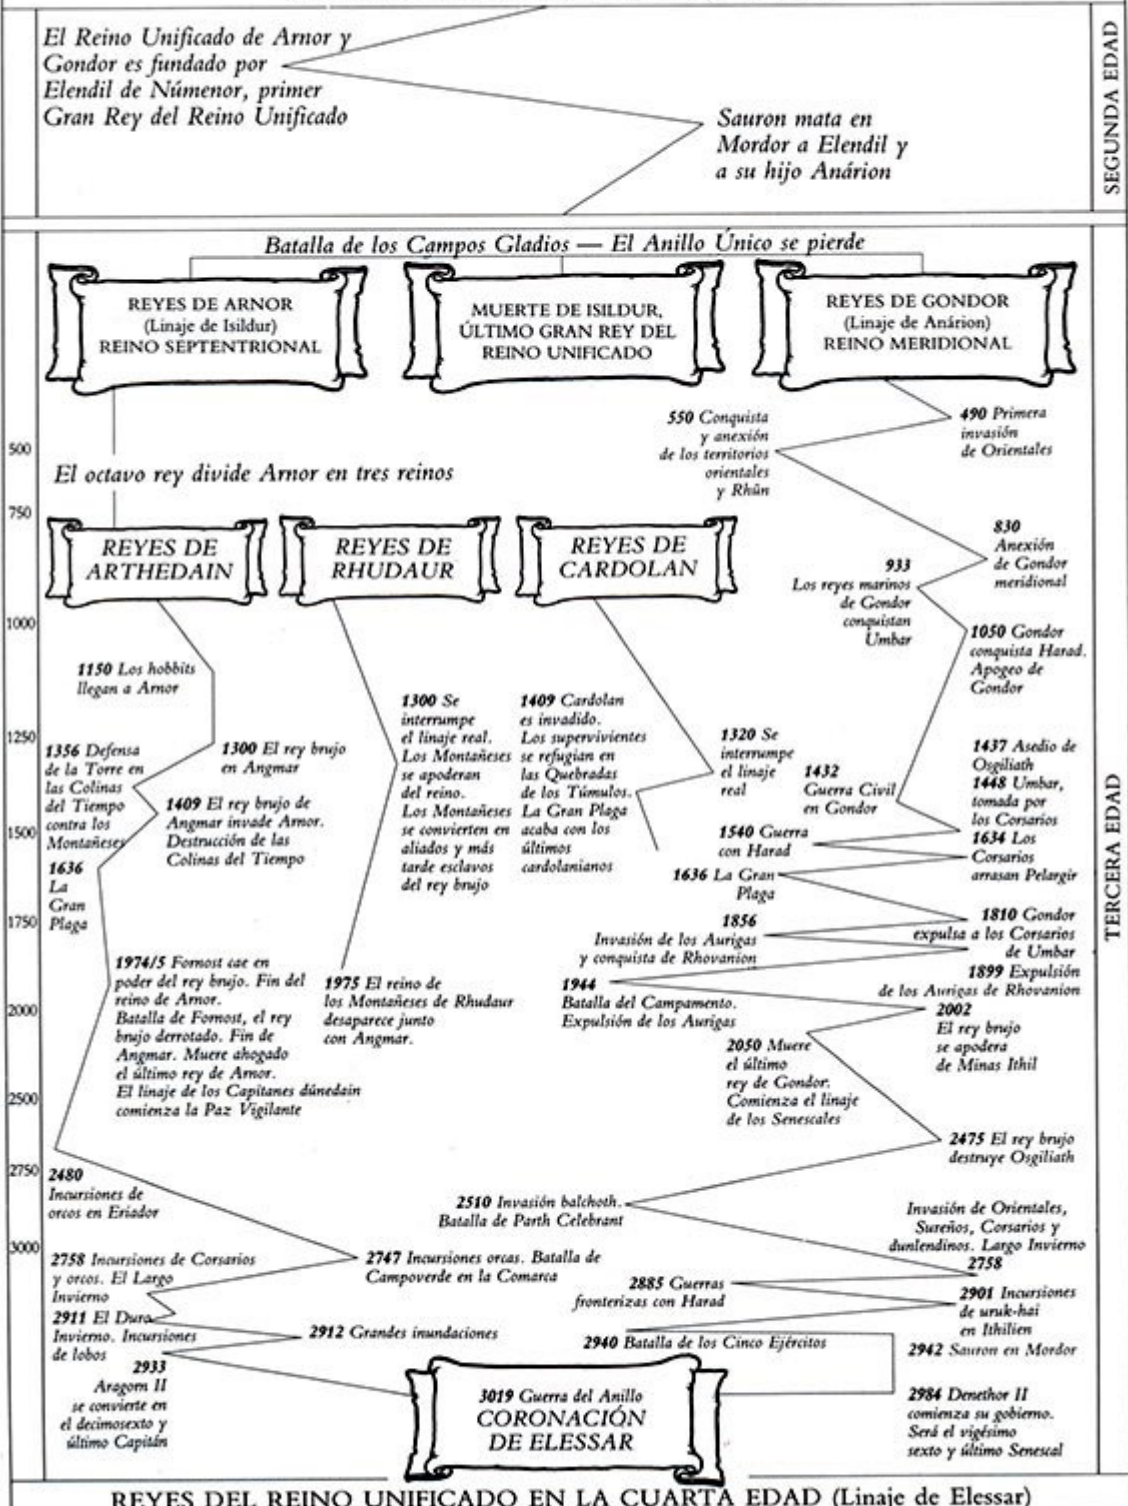 El Reino Unificado de Arnor y
Gondor es fundado por
Elendil de Númenor, primer
Gran Rey del Reino Unificado
Sauron mata en
Mordor a Elendil y
a su hijo Anárion
SEGUNDA EDAD
Batalla de los Campos Gladios — El Anillo Único se pierde
REYES DE ARNOR
(Linaje de Isildur)
REINO SEPTENTRIONAL
MUERTE DE ISILDUR,
ÚLTIMO GRAN REY DEL
REINO UNIFICADO
REYES DE GONDOR
(Linaje de Anárion)
REINO MERIDIONAL
550 Conquista
y anexión
de los territorios
orientales
y Rhûn
490 Primera
invasión
de Orientales
500
El octavo rey divide Arnor en tres reinos
750
REYES DE
ARTHEDAIN
REYES DE
RHUDAUR
REYES DE
CARDOLAN
830
Anexión
de Gondor
meridional
933
Los reyes marinos
de Gondor
conquistan
Umbar
1000
1050 Gondor
conquista Harad.
Apogeo de
Gondor
1150 Los hobbits
llegan a Arnor
1250
1356 Defensa
de la Torre en
las Colinas
del Tiempo
contra los
Montañeses
1300 El rey brujo
en Angmar
1409 El rey brujo de
Angmar invade Arnor.
Destrucción de las
Colinas del Tiempo
1300 Se
interrumpe
el linaje real.
Los Montañeses
se apoderan
del reino.
Los Montañeses
se convierten en
aliados y más
tarde esclavos
del rey brujo
1409 Cardolan
es invadido.
Los supervivientes
se refugian en
las Quebradas
de los Túmulos.
La Gran Plaga
acaba con los
últimos
cardolanianos
1320 Se
interrumpe
el linaje
real
1432
Guerra Civil
en Gondor
1437 Asedio de
Osgiliath
1448 Umbar,
tomada por
los Corsarios
1634 Los
Corsarios
arrasan Pelargir
1500
1540 Guerra
con Harad
1636
La
Gran
Plaga
1636 La Gran
Plaga
TERCERA EDAD
1750
1856
Invasión de los Aurigas
y conquista de Rhovanion
1810 Gondor
expulsa a los Corsarios
de Umbar
1899 Expulsión
de los Aurigas de Rhovanion
1974/5 Fornost cae en
poder del rey brujo. Fin del
reino de Arnor.
Batalla de Fornost, el rey
brujo derrotado. Fin de
Angmar. Muere ahogado
el último rey de Arnor.
El linaje de los Capitanes dúnedain
comienza la Paz Vigilante
1975 El reino de
los Montañeses de Rhudaur
desaparece junto
con Angmar.
1944
Batalla del Campamento.
Expulsión de los Aurigas
2000
2002
El rey brujo
se apodera
de Minas Ithil
2050 Muere
el último
rey de Gondor.
Comienza el linaje
de los Senescales
2500
2475 El rey brujo
destruye Osgiliath
2750
2480
Incursiones de
orcos en Eriador
2510 Invasión balchoth.
Batalla de Parth Celebrant
Invasión de Orientales,
Sureños, Corsarios y
dunlendinos. Largo Invierno
2758
3000
2758 Incursiones de Corsarios
y orcos. El Largo
Invierno
2747 Incursiones orcas. Batalla de
Campoverde en la Comarca
2885 Guerras
fronterizas con Harad
2901 Incursiones
de uruk-hai
en Ithilien
2911 El Duro
Invierno. Incursiones
de lobos
2912 Grandes inundaciones
2940 Batalla de los Cinco Ejércitos
2942 Sauron en Mordor
2933
Aragorn II
se convierte en
el decimosexto y
último Capitán
3019 Guerra del Anillo
CORONACIÓN
DE ELESSAR
2984 Denethor II
comienza su gobierno.
Será el vigésimo
sexto y último Senescal
REYES DEL REINO UNIFICADO EN LA CUARTA EDAD (Linaje de Elessar)